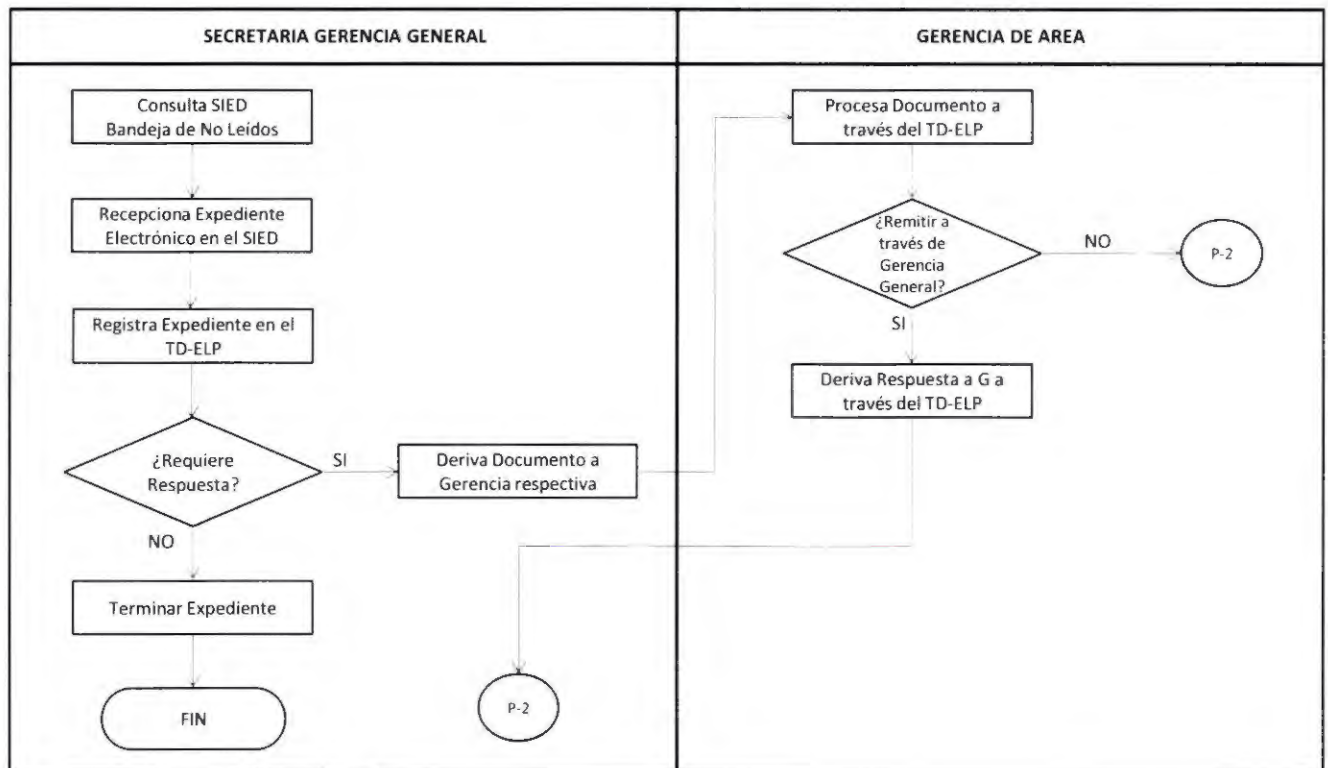 SECRETARIA GERENCIA GENERAL
GERENCIA DE AREA
Consulta SIED
Bandeja de No Leídos
Recepciona Expediente
Electrónico en el SIED
Registra Expediente en el
TD-ELP
¿Requiere
Respuesta?
SI
Deriva Documento a
Gerencia respectiva
NO
Terminar Expediente
FIN
P-2
Procesa Documento a
través del TD-ELP
¿Remitir a
través de
Gerencia
General?
NO
P-2
SI
Deriva Respuesta a G a
través del TD-ELP